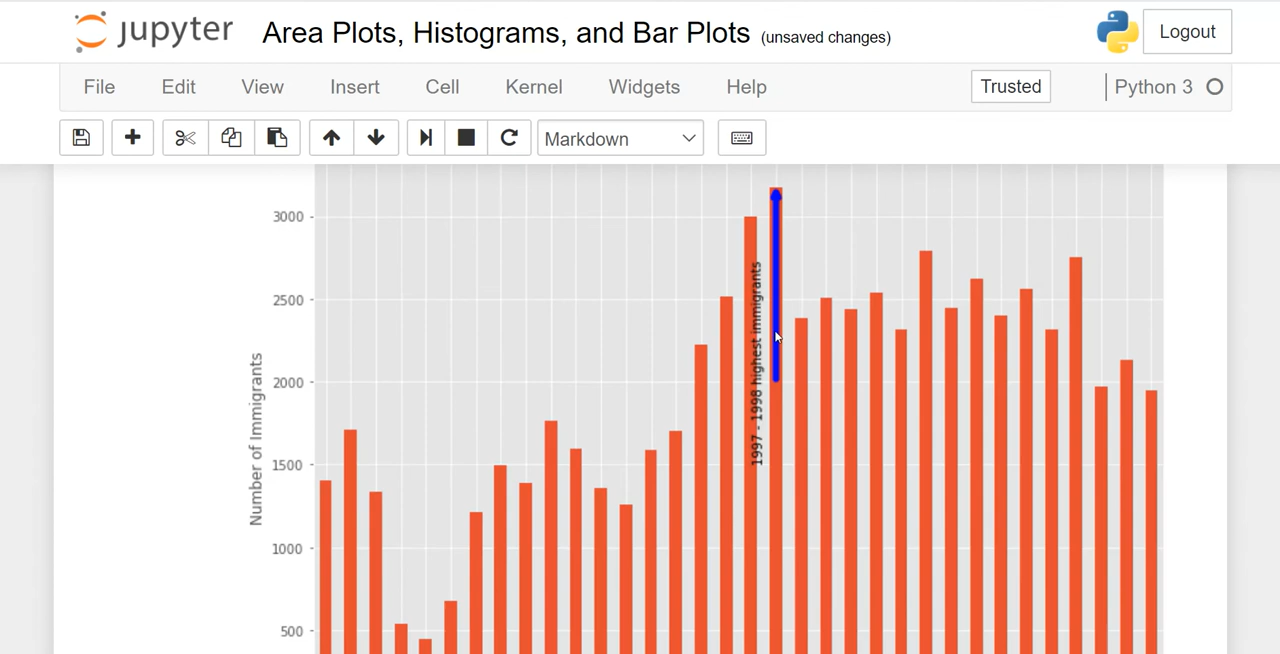 jupyter Area Plots, Histograms, and Bar Plots (unsaved changes) Logout
File Edit View Insert Cell Kernel Widgets Help Trusted Python 3
Markdown
3000
2500
2000
1500
1000
500
Number of Immigrants
1997 - 1998 highest immigrants